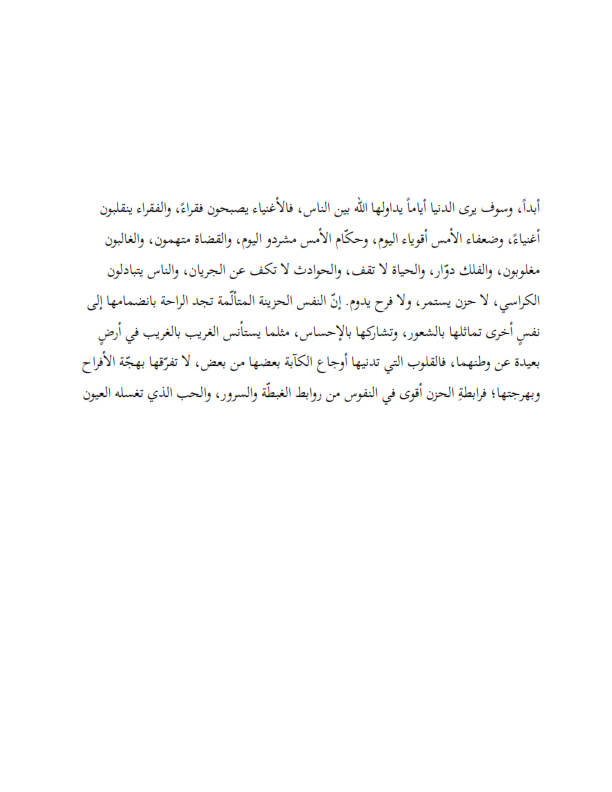 أبداً، وسوف يرى الدنيا أياماً يداولها الله بين الناس، فالأغنياء يصبحون فقراءً، والفقراء ينقلبون
أغنياءً، وضعفاء الأمس أقوياء اليوم، وحكّام الأمس مشردو اليوم، والقضاة متهمون، والغالبون
مغلوبون، والفلك دوّار، والحياة لا تقف، والحوادث لا تكف عن الجريان، والناس يتبادلون
الكراسي، لا حزن يستمر، ولا فرح يدوم. إنّ النفس الحزينة المتألّمة تجد الراحة بانضمامها إلى
نفسٍ أخرى تماثلها بالشعور، وتشاركها بالإحساس، مثلما يستأنس الغريب بالغريب في أرضٍ
بعيدة عن وطنهما، فالقلوب التي تدنيها أوجاع الكآبة بعضها من بعض، لا تفرّقها بهجّة الأفراح
وبهرجتها؛ فرابطةِ الحزن أقوى في النفوس من روابط الغبطّة والسرور، والحب الذي تغسله العيون